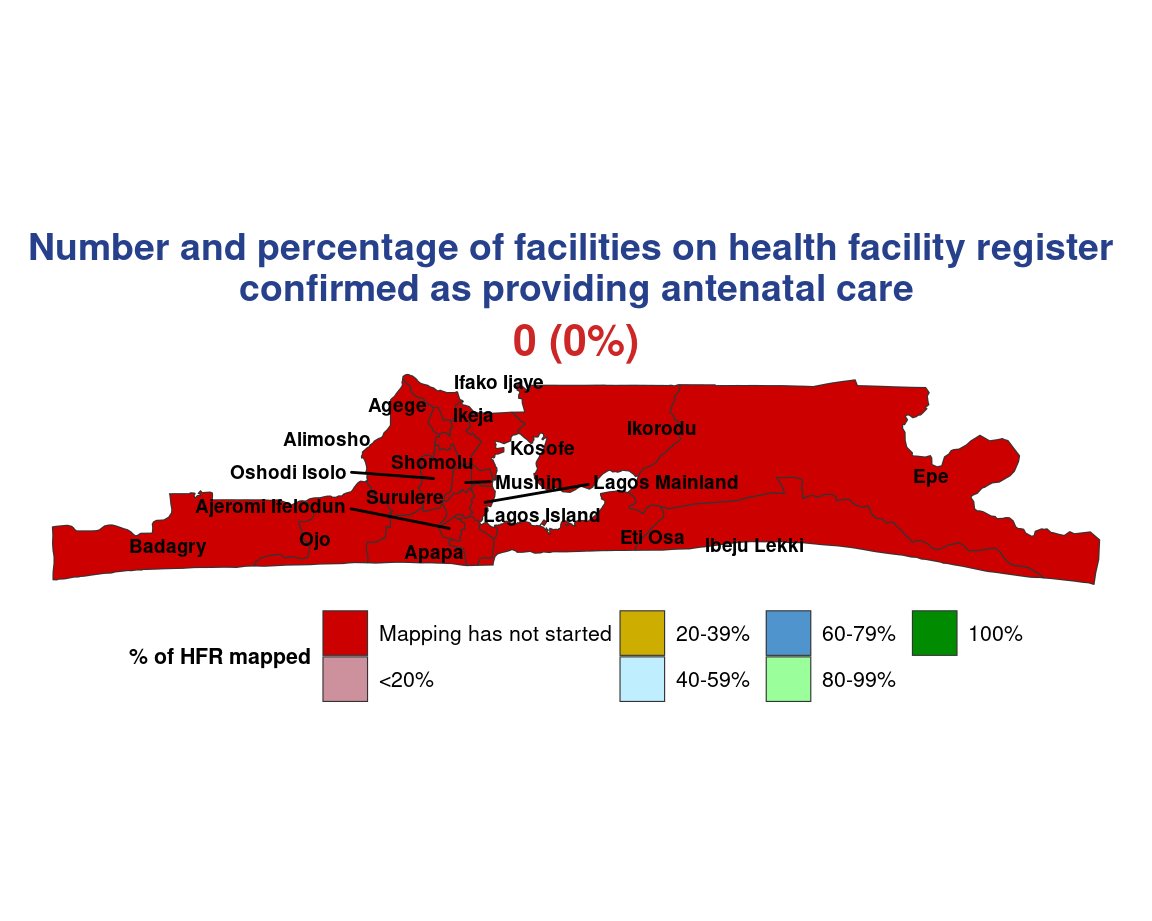 Number and percentage of facilities on health facility register
confirmed as providing antenatal care
0 (0%)
Ifako Ijaye
Agege
Ikeja
Ikorodu
Alimosho
Kosofe
Shomolu
Oshodi Isolo
Epe
Mushin
Lagos Mainland
Surulere
Ajeromi Ifelodun
Lagos Island
Eti Osa
Ojo
Ibeju Lekki
Badagry
Apapa
% of HFR mapped
Mapping has not started
<20%
20-39%
40-59%
60-79%
80-99%
100%